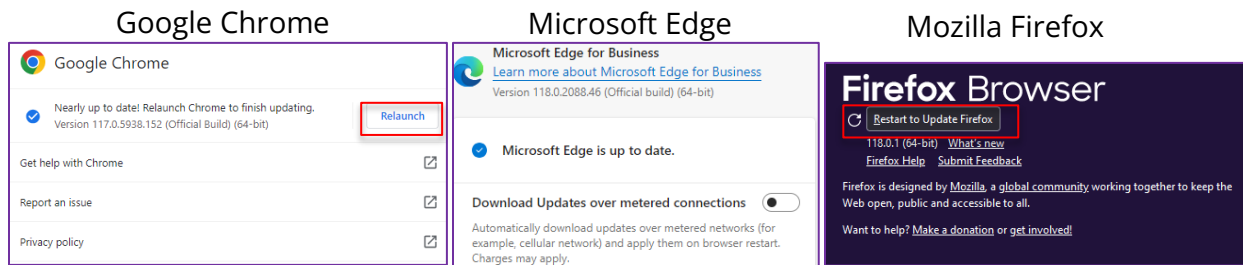 Google Chrome
Google Chrome
Nearly up to date! Relaunch Chrome to finish updating.
Version 117.0.5938.152 (Official Build) (64-bit)
Relaunch
Get help with Chrome
Report an issue
Privacy policy
Microsoft Edge
Microsoft Edge for Business
Learn more about Microsoft Edge for Business
Version 118.0.2088.46 (Official build) (64-bit)
Microsoft Edge is up to date.
Download Updates over metered connections
Automatically download updates over metered networks (for
example, cellular network) and apply them on browser restart.
Charges may apply.
Mozilla Firefox
Firefox Browser
Restart to Update Firefox
118.0.1 (64-bit) What's new
Firefox Help Submit Feedback
Firefox is designed by Mozilla, a global community working together to keep the
Web open, public and accessible to all.
Want to help? Make a donation or get involved!